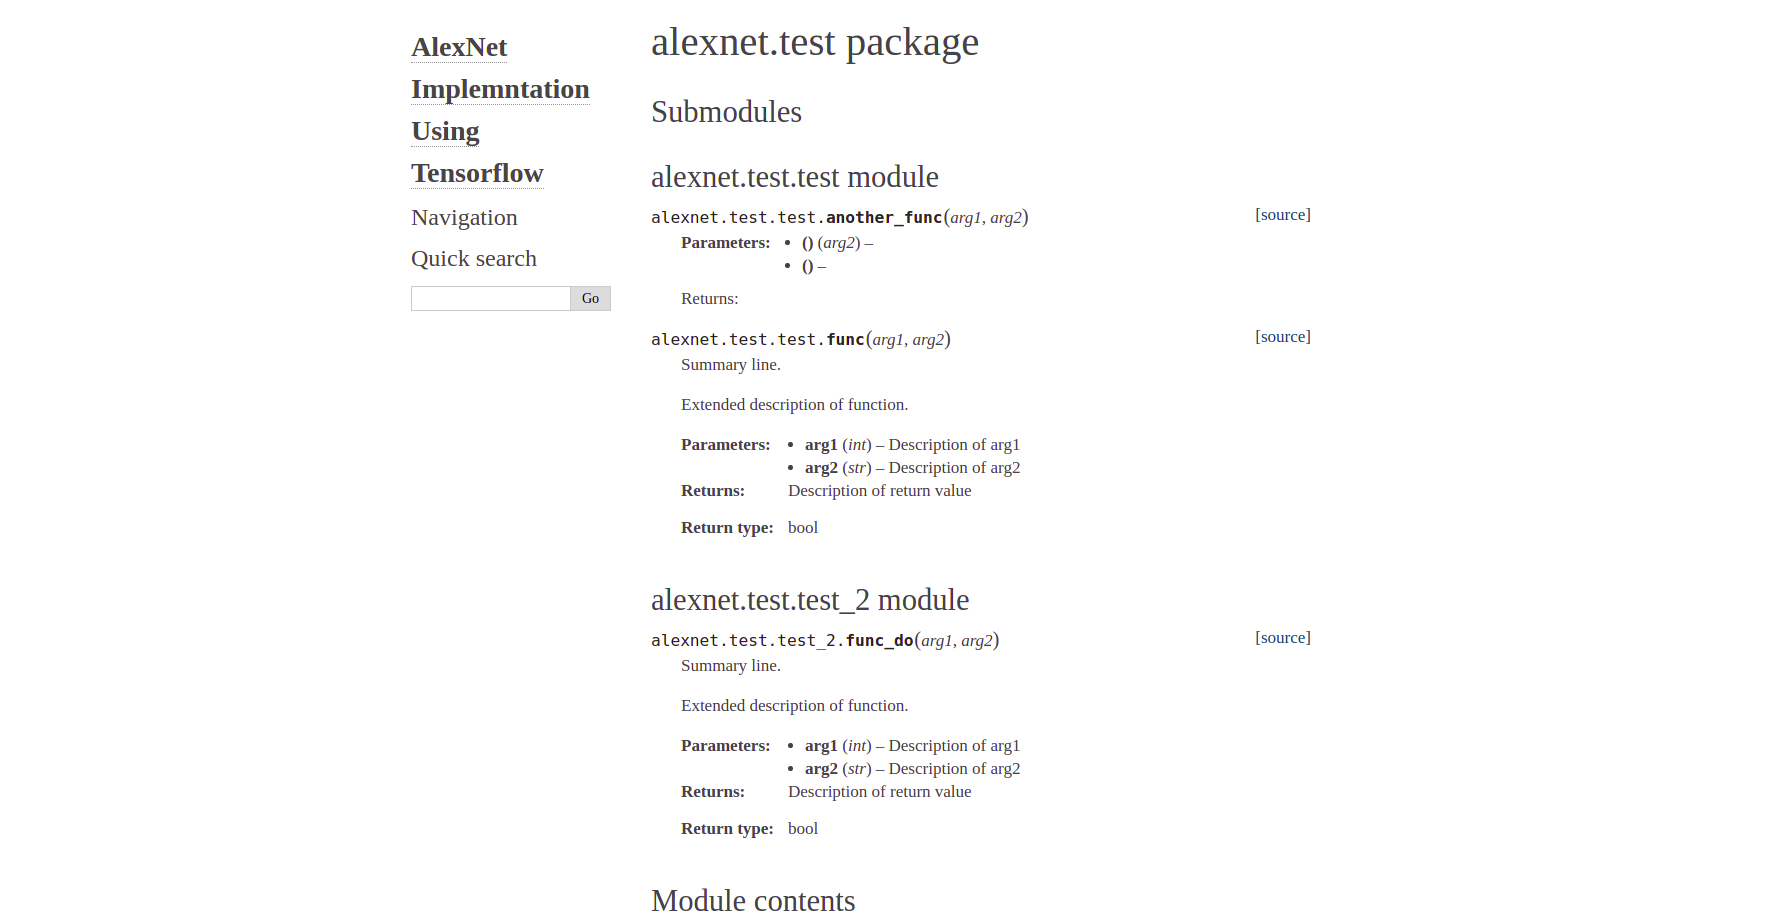 AlexNet
Implemntation
Using
Tensorflow
Navigation
Quick search
Go
alexnet.test package
Submodules
alexnet.test.test module
alexnet.test.test.another_func(arg1, arg2) [source]
Parameters: • () (arg2) –
• () –
Returns:
alexnet.test.test.func(arg1, arg2) [source]
Summary line.
Extended description of function.
Parameters: • arg1 (int) – Description of arg1
• arg2 (str) – Description of arg2
Returns: Description of return value
Return type: bool
alexnet.test.test_2 module
alexnet.test.test_2.func_do(arg1, arg2) [source]
Summary line.
Extended description of function.
Parameters: • arg1 (int) – Description of arg1
• arg2 (str) – Description of arg2
Returns: Description of return value
Return type: bool
Module contents